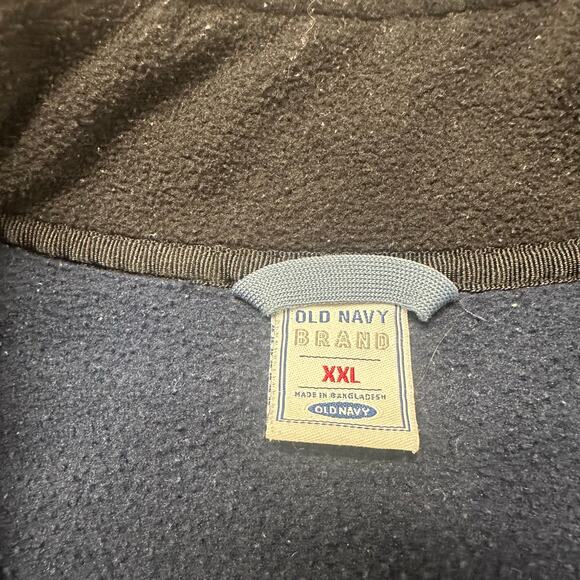 OLD NAVY
BRAND
XXL
MADE IN BANGLADESH
OLD NAVY